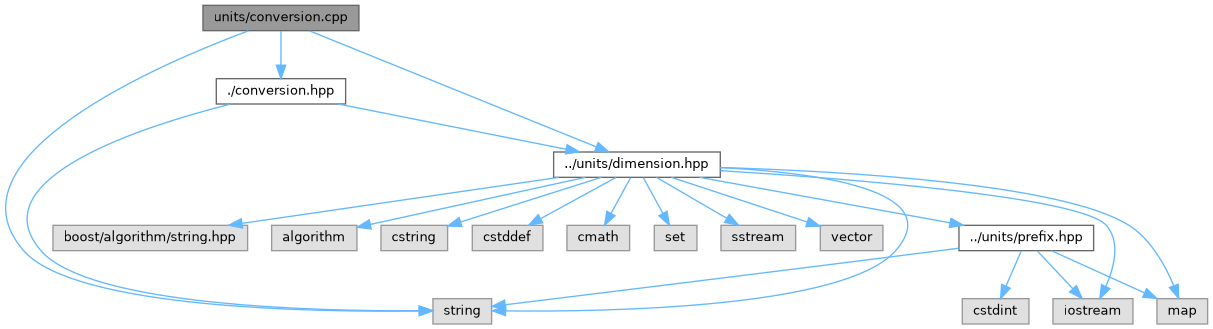 units/conversion.cpp
./conversion.hpp
../units/dimension.hpp
boost/algorithm/string.hpp
algorithm
cstring
cstddef
cmath
set
sstream
vector
../units/prefix.hpp
string
cstdint
iostream
map